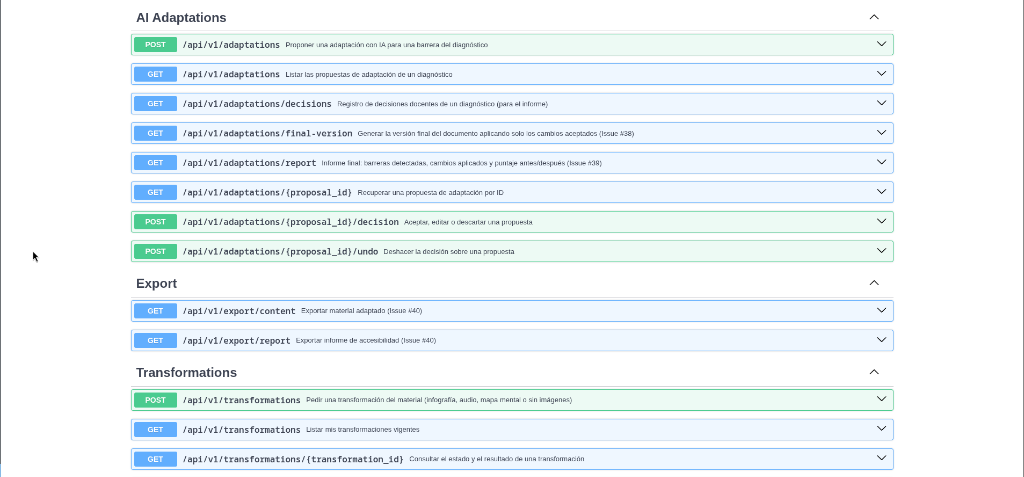 AI Adaptations
POST /api/v1/adaptations Proponer una adaptación con IA para una barrera del diagnóstico
GET /api/v1/adaptations Listar las propuestas de adaptación de un diagnóstico
GET /api/v1/adaptations/decisions Registro de decisiones docentes de un diagnóstico (para el informe)
GET /api/v1/adaptations/final-version Generar la versión final del documento aplicando solo los cambios aceptados (Issue #38)
GET /api/v1/adaptations/report Informe final: barreras detectadas, cambios aplicados y puntaje antes/después (Issue #39)
GET /api/v1/adaptations/{proposal_id} Recuperar una propuesta de adaptación por ID
POST /api/v1/adaptations/{proposal_id}/decision Aceptar, editar o descartar una propuesta
POST /api/v1/adaptations/{proposal_id}/undo Deshacer la decisión sobre una propuesta
Export
GET /api/v1/export/content Exportar material adaptado (Issue #40)
GET /api/v1/export/report Exportar informe de accesibilidad (Issue #40)
Transformations
POST /api/v1/transformations Pedir una transformación del material (infografía, audio, mapa mental o sin imágenes)
GET /api/v1/transformations Listar mis transformaciones vigentes
GET /api/v1/transformations/{transformation_id} Consultar el estado y el resultado de una transformación